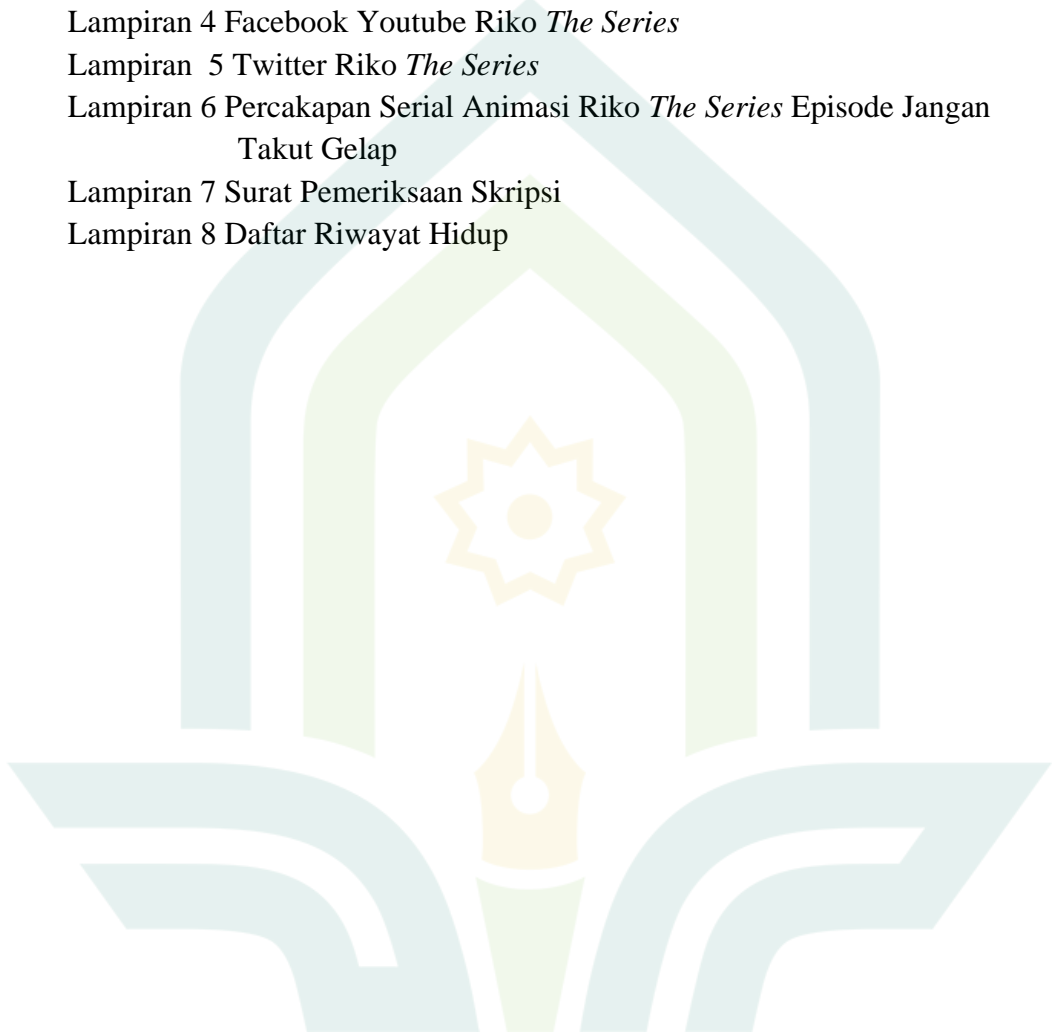 Lampiran 4 Facebook Youtube Riko The Series
Lampiran  5 Twitter Riko The Series
Lampiran 6 Percakapan Serial Animasi Riko The Series Episode Jangan
Takut Gelap
Lampiran 7 Surat Pemeriksaan Skripsi
Lampiran 8 Daftar Riwayat Hidup